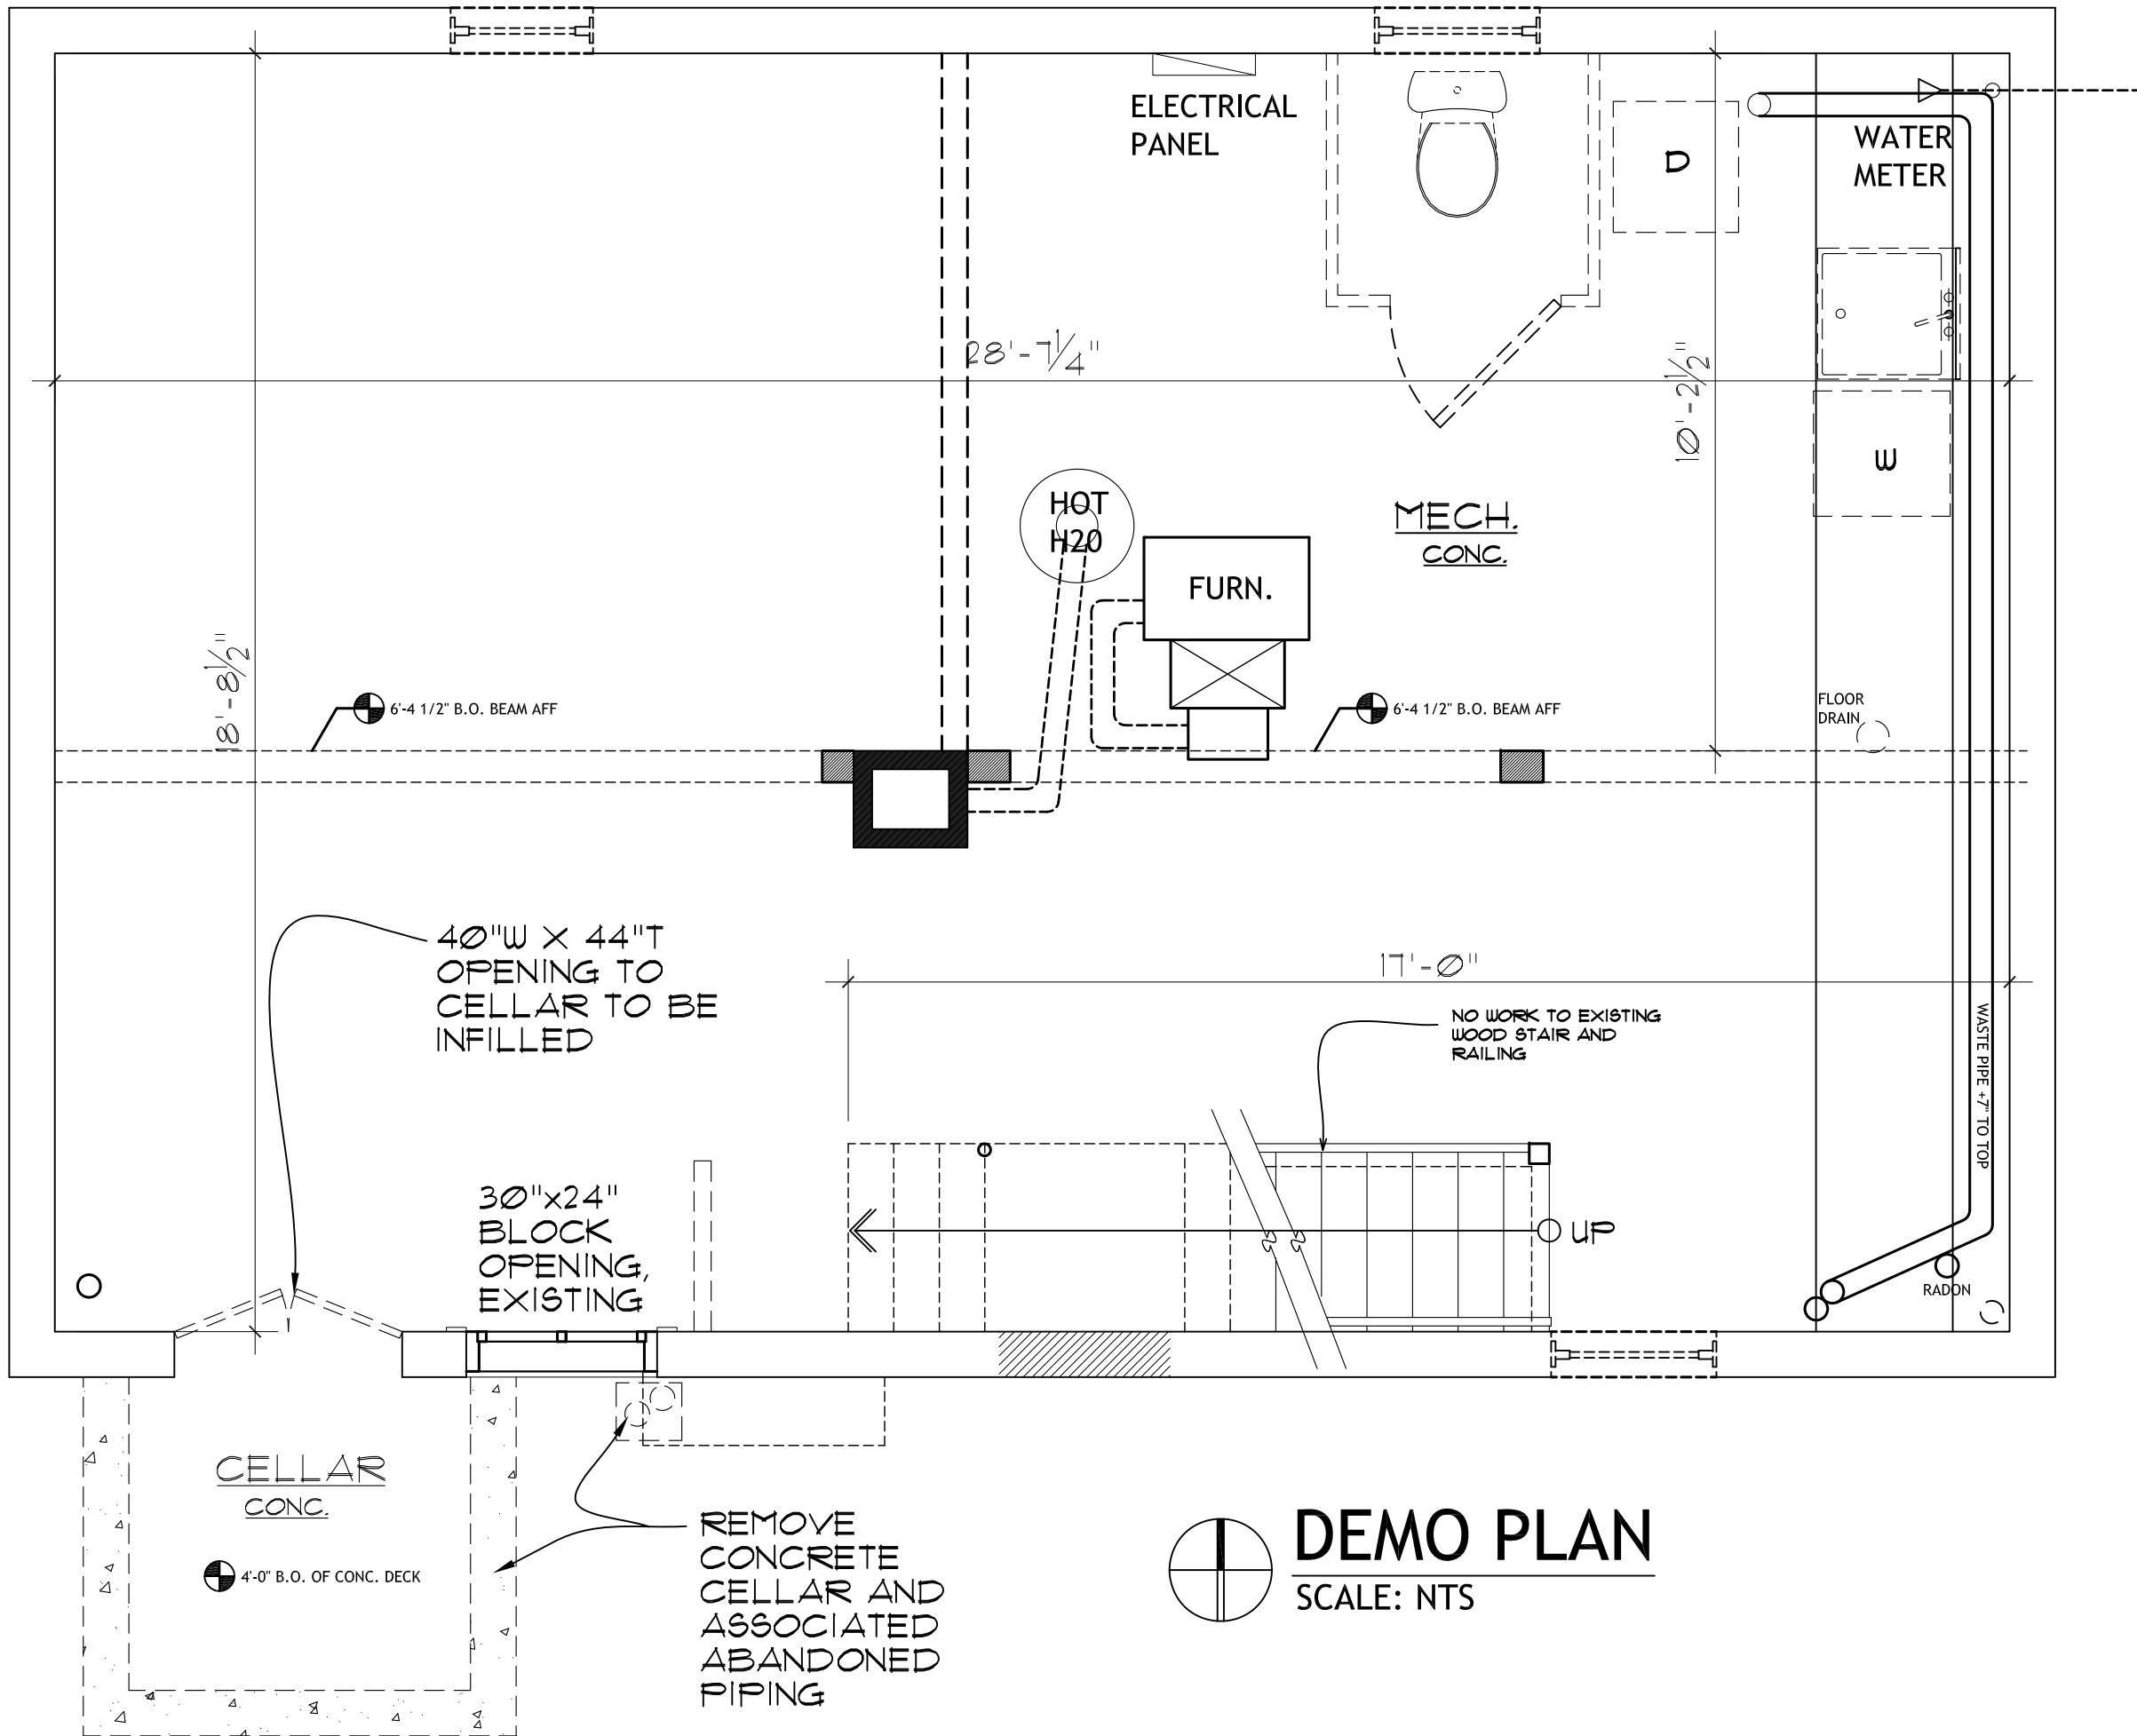 ELECTRICAL
PANEL
D
WATER
METER
28'-7 1/4"
10'-2 1/2"
W
HOT
H20
MECH.
CONC.
FURN.
18'-8 1/2"
6'-4 1/2" B.O. BEAM AFF
6'-4 1/2" B.O. BEAM AFF
FLOOR
DRAIN
40"W X 44"T
OPENING TO
CELLAR TO BE
INFILLED
17'-0"
NO WORK TO EXISTING
WOOD STAIR AND
RAILING
WASTE PIPE +7" TO TOP
30"x24"
BLOCK
OPENING,
EXISTING
UP
RADON
CELLAR
CONC.
4'-0" B.O. OF CONC. DECK
REMOVE
CONCRETE
CELLAR AND
ASSOCIATED
ABANDONED
PIPING
DEMO PLAN
SCALE: NTS